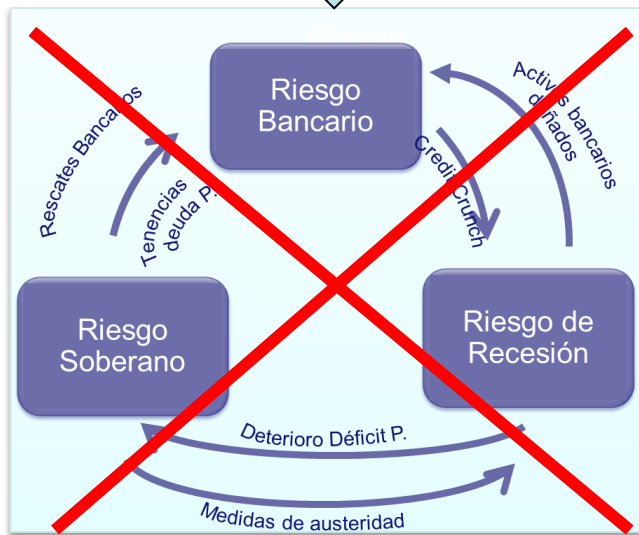 Riesgo
Riesgo
Bancario
Rescates Bancarios
Tenencias
deuda P.
Credit Crunch
Activos bancarios
dañados
Riesgo
Soberano
Riesgo de
Recesión
Deterioro Déficit P.
Medidas de austeridad